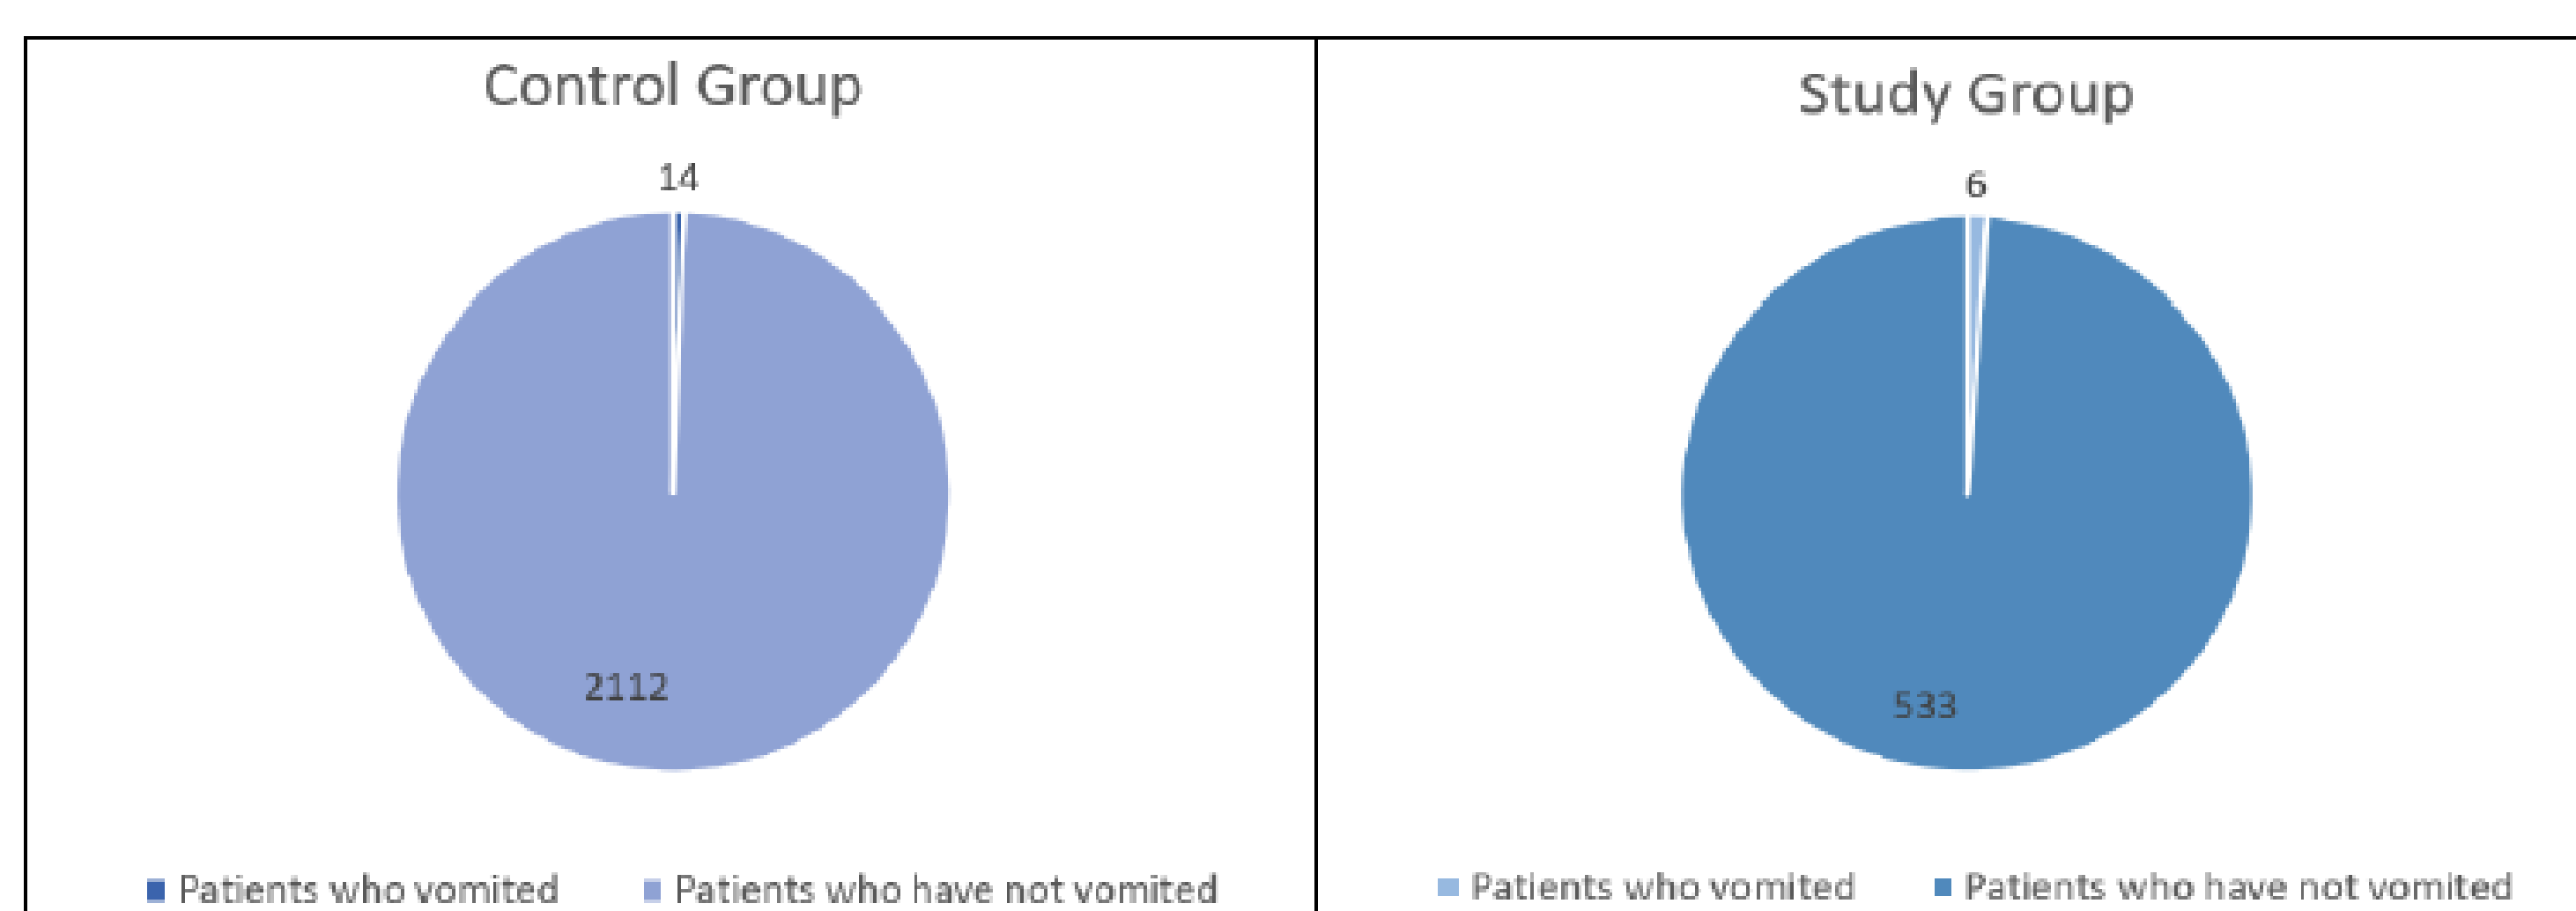 Control Group
14
2112
Patients who vomited
Patients who have not vomited
Study Group
6
533
Patients who vomited
Patients who have not vomited